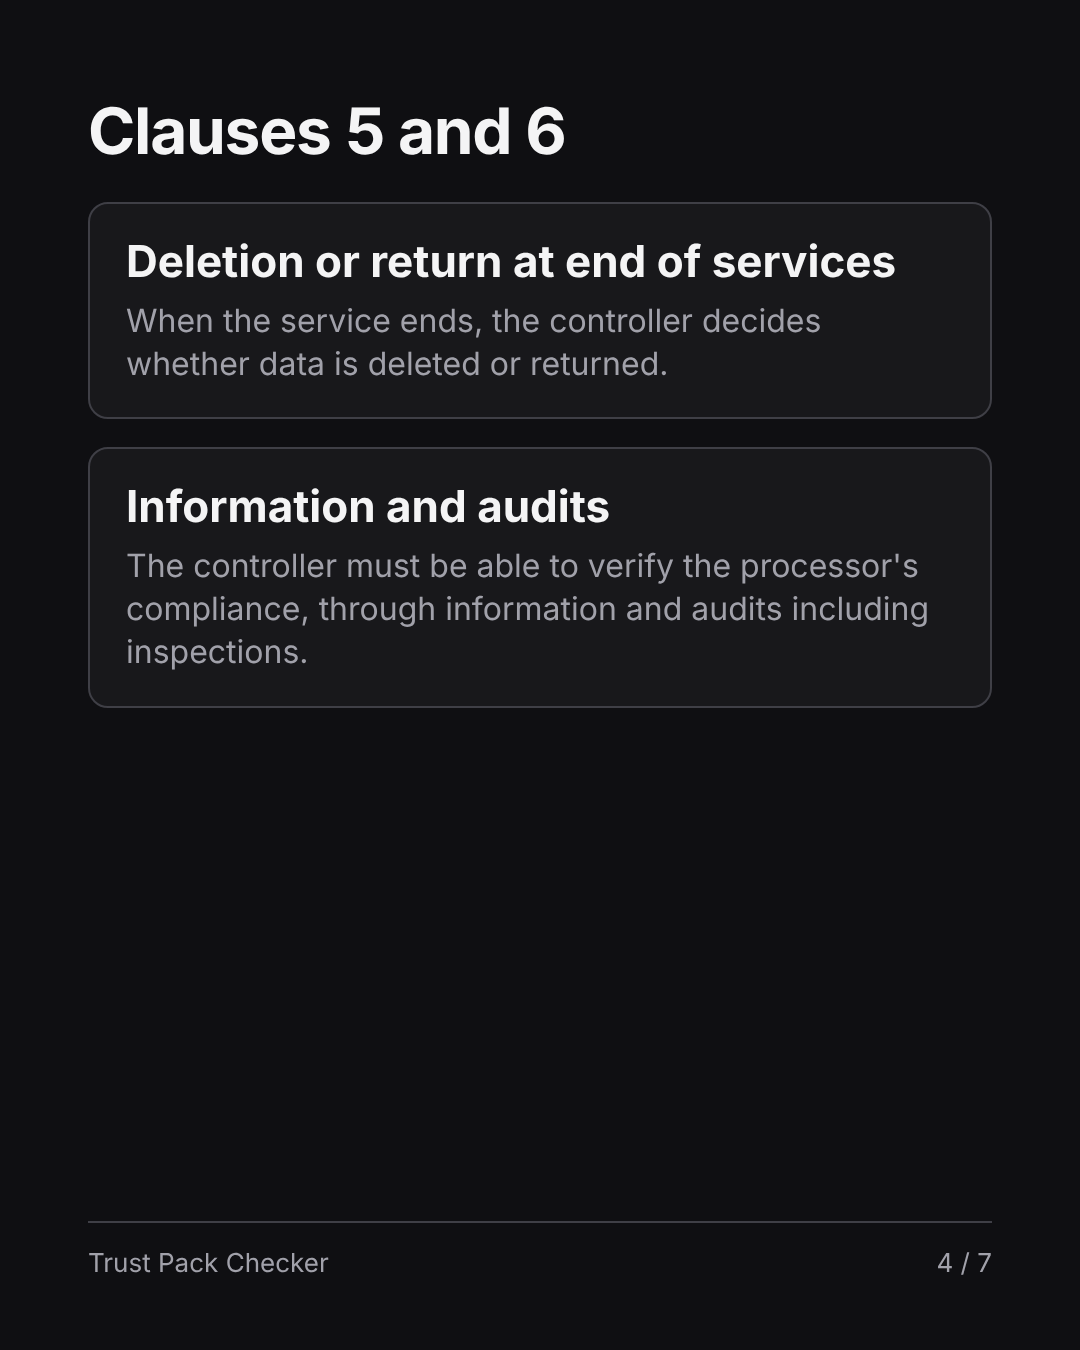 Clauses 5 and 6
Deletion or return at end of services
When the service ends, the controller decides
whether data is deleted or returned.
Information and audits
The controller must be able to verify the processor's
compliance, through information and audits including
inspections.
Trust Pack Checker
4 / 7